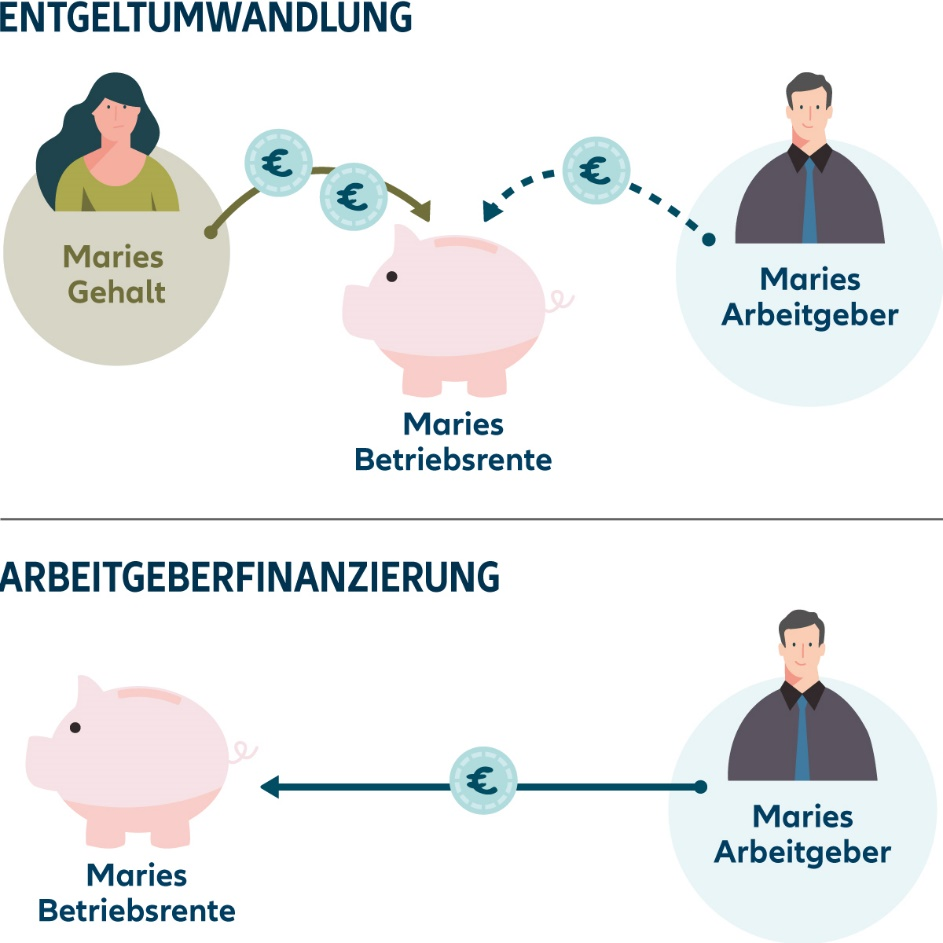 ENTGELTUMWANDLUNG
€
€
€
Maries
Gehalt
Maries
Arbeitgeber
Maries
Betriebsrente
ARBEITGEBERFINANZIERUNG
€
Maries
Arbeitgeber
Maries
Betriebsrente